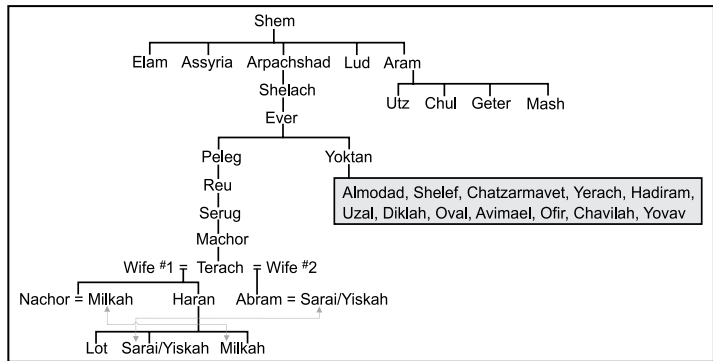 Shem
Elam Assyria Arpachshad Lud Aram
Shelach
Utz Chul Geter Mash
Ever
Peleg Yoktan
Reu
Almodad, Shelef, Chatzarmavet, Yerach, Hadiram,
Uzal, Diklah, Oval, Avimael, Ofir, Chavilah, Yovav
Serug
Machor
Wife #1 = Terach = Wife #2
Nachor = Milkah Haran Abram = Sarai/Yiskah
Lot Sarai/Yiskah Milkah